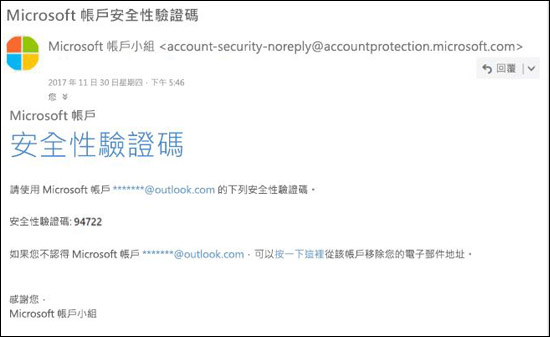 Microsoft 帳戶安全性驗證碼
Microsoft 帳戶小組 <account-security-noreply@accountprotection.microsoft.com>
回覆
2017 年 11 月 30 日星期四，下午 5:46
您
Microsoft 帳戶
安全性驗證碼
請使用 Microsoft 帳戶 *******@outlook.com 的下列安全性驗證碼。
安全性驗證碼: 94722
如果您不認得 Microsoft 帳戶 *******@outlook.com，可以按一下這裡從該帳戶移除您的電子郵件地址。
感謝您，
Microsoft 帳戶小組